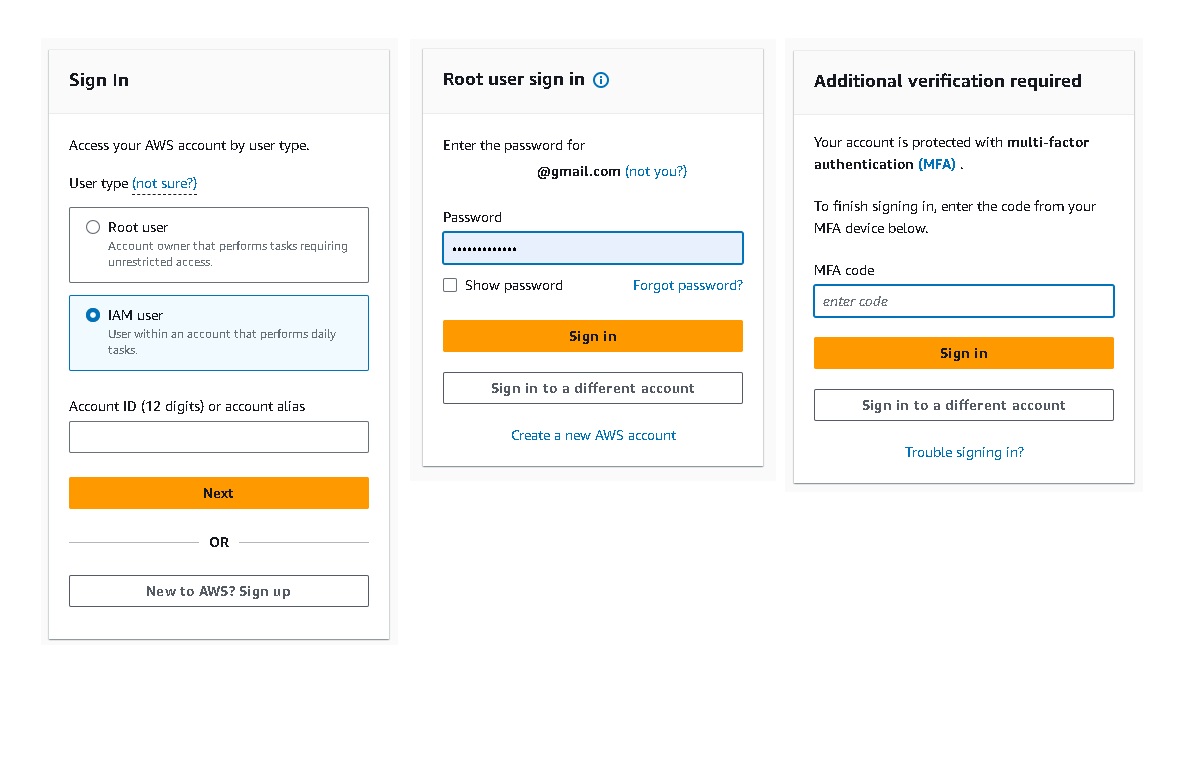 Sign In
Access your AWS account by user type.
User type (not sure?)
Root user
Account owner that performs tasks requiring
unrestricted access.
IAM user
User within an account that performs daily
tasks.
Account ID (12 digits) or account alias
Next
OR
New to AWS? Sign up
Root user sign in
Enter the password for
@gmail.com (not you?)
Password
Show password
Forgot password?
Sign in
Sign in to a different account
Create a new AWS account
Additional verification required
Your account is protected with multi-factor
authentication (MFA) .
To finish signing in, enter the code from your
MFA device below.
MFA code
enter code
Sign in
Sign in to a different account
Trouble signing in?